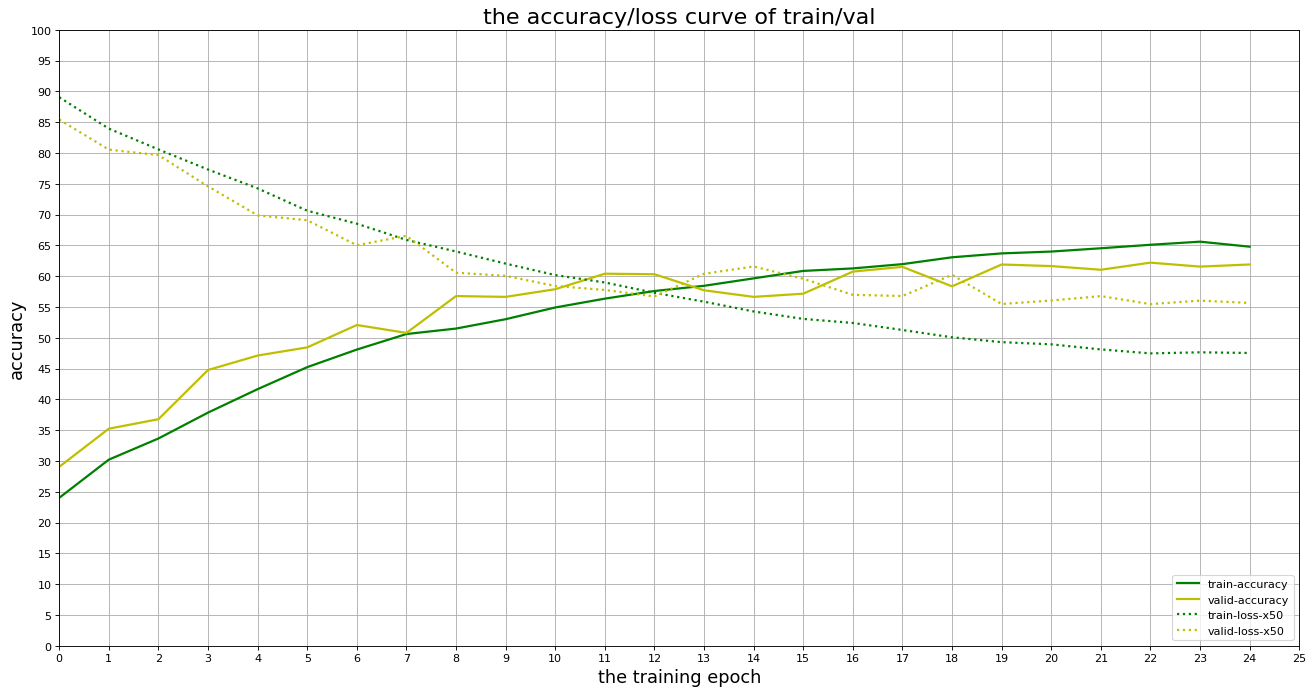 the accuracy/loss curve of train/val
100
95
90
85
80
75
70
65
60
55
50
45
40
35
30
25
20
15
10
5
0
accuracy
train-accuracy
valid-accuracy
train-loss-x50
valid-loss-x50
0 1 2 3 4 5 6 7 8 9 10 11 12 13 14 15 16 17 18 19 20 21 22 23 24 25
the training epoch